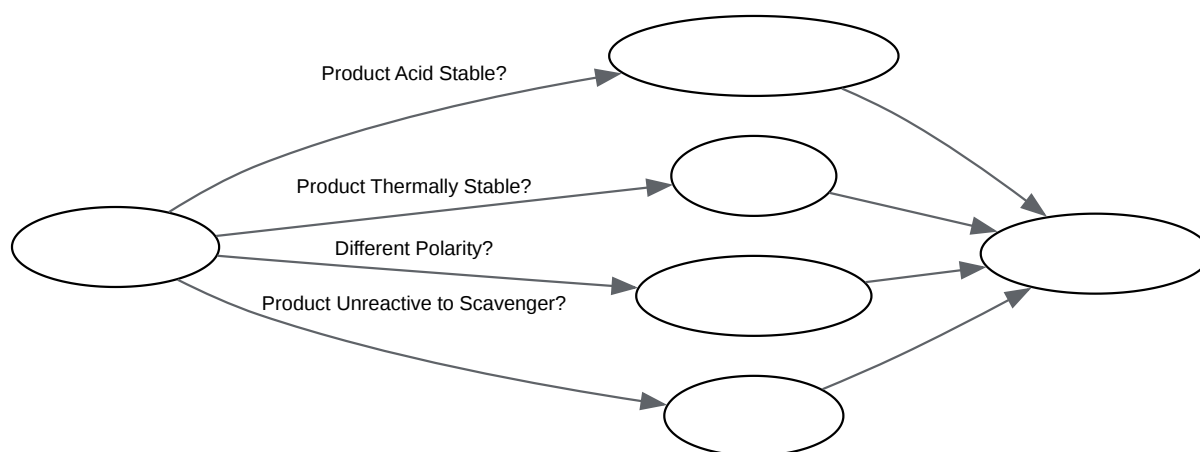 Product Acid Stable?
Product Thermally Stable?
Different Polarity?
Product Unreactive to Scavenger?